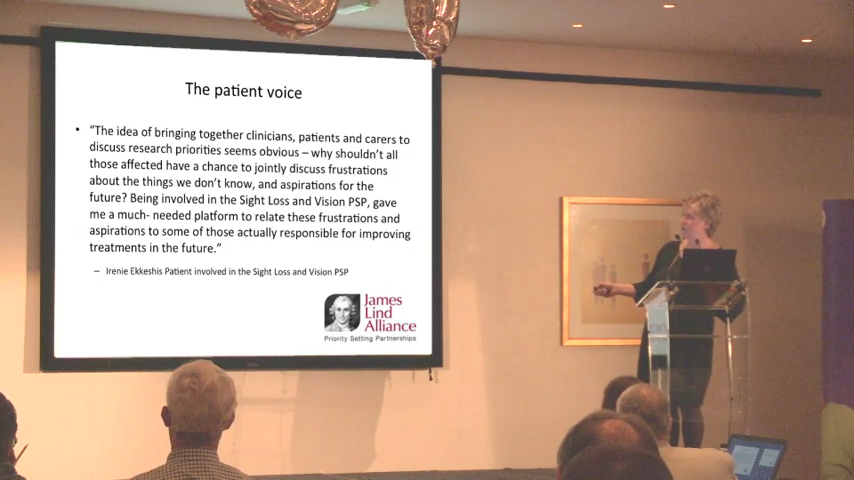 The patient voice
• “The idea of bringing together clinicians, patients and carers to
discuss research priorities seems obvious – why shouldn’t all
those affected have a chance to jointly discuss frustrations
about the things we don’t know, and aspirations for the
future? Being involved in the Sight Loss and Vision PSP, gave
me a much- needed platform to relate these frustrations and
aspirations to some of those actually responsible for improving
treatments in the future.”
– Irenie Ekkeshis Patient involved in the Sight Loss and Vision PSP
James
Lind
Alliance
Priority Setting Partnerships